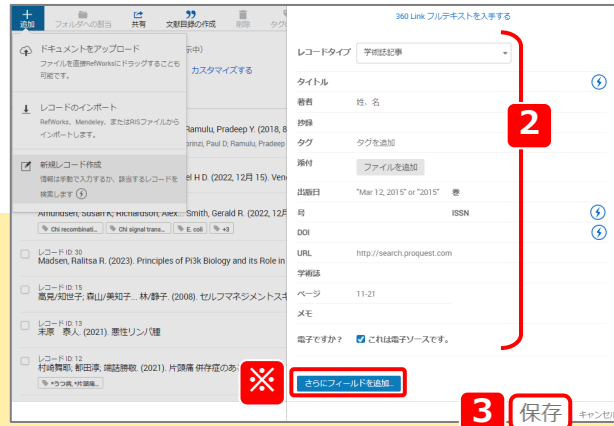 追加
フォルダへの割当
共有
文献目録の作成
削除
ドキュメントをアップロード
ファイルを直接RefWorksにドラッグすることも
可能です。
示中)
カスタマイズする
レコードのインポート
RefWorks、Mendeley、またはRISファイルから
インポートします。
Ramulu, Pradeep Y. (2018, 8
prinzi, Paul D; Ramulu, Pradeep
新規レコード作成
情報は手動で入力するか、該当するレコードを
検索します
el H D. (2022, 12月 15). Ven
Amundsen, Susan K; Richardson, Alex... Smith, Gerald R. (2022, 12月
Chi recombinati...
Chi signal trans...
E. coli
+3
レコード ID: 30
Madsen, Ralitsa R. (2023). Principles of Pi3k Biology and its Role in
レコード ID: 15
高見/知世子; 森山/美知子... 林/静子. (2008). セルフマネジメントスキ
レコード ID: 13
末原 泰人. (2021). 悪性リンパ腫
レコード ID: 12
村崎舞耶; 都田淳; 端詰勝敬. (2021). 片頭痛 併存症のあ
*うつ病, *片頭痛...
360 Link フルテキストを入手する
レコードタイプ
学術誌記事
タイトル
著者
姓、名
抄録
タグ
タグを追加
添付
ファイルを追加
出版日
"Mar 12, 2015" or "2015"
巻
号
ISSN
DOI
URL
http://search.proquest.com
学術誌
ページ
11-21
メモ
電子ですか?
これは電子ソースです。
2
※
さらにフィールドを追加...
3
保存
キャンセル